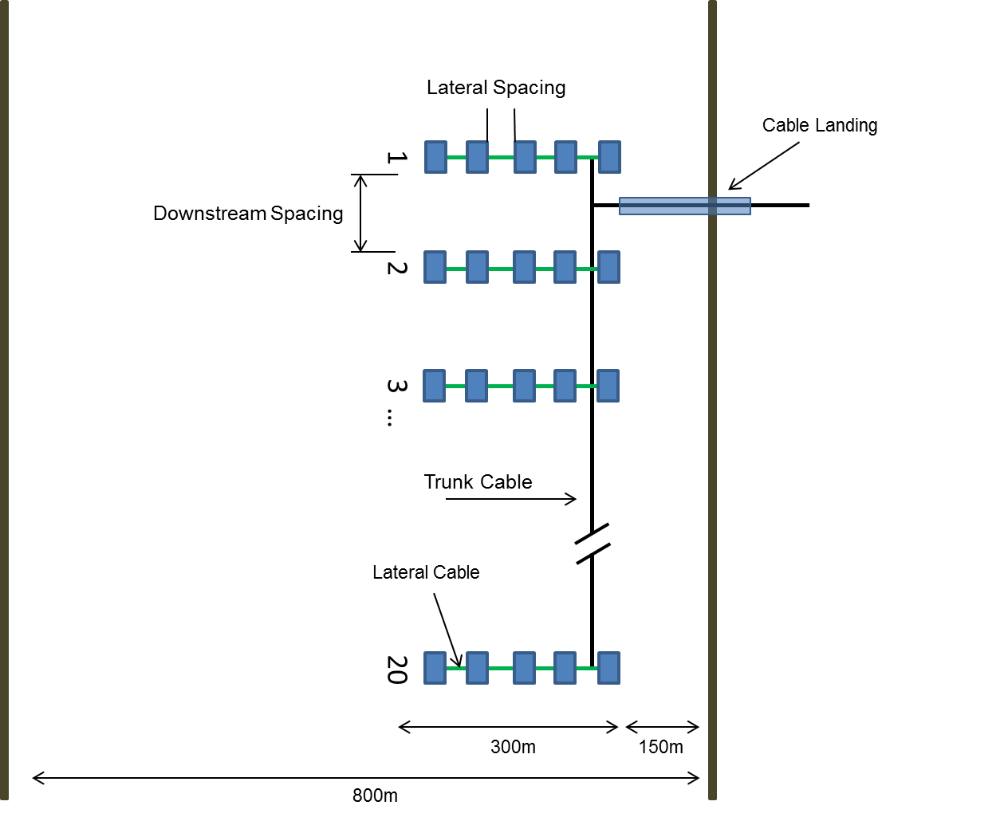 Lateral Spacing
Cable Landing
1
Downstream Spacing
2
3
...
Trunk Cable
Lateral Cable
20
300m
150m
800m